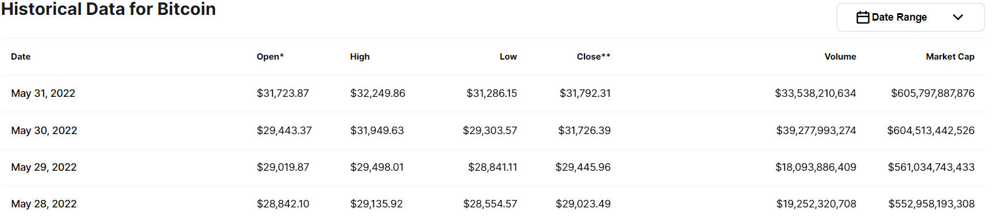 Historical Data for Bitcoin
Date Range
Date Open* High Low Close** Volume Market Cap
May 31, 2022 $31,723.87 $32,249.86 $31,286.15 $31,792.31 $33,538,210,634 $605,797,887,876
May 30, 2022 $29,443.37 $31,949.63 $29,303.57 $31,726.39 $39,277,993,274 $604,513,442,526
May 29, 2022 $29,019.87 $29,498.01 $28,841.11 $29,445.96 $18,093,886,409 $561,034,743,433
May 28, 2022 $28,842.10 $29,135.92 $28,554.57 $29,023.49 $19,252,320,708 $552,958,193,308